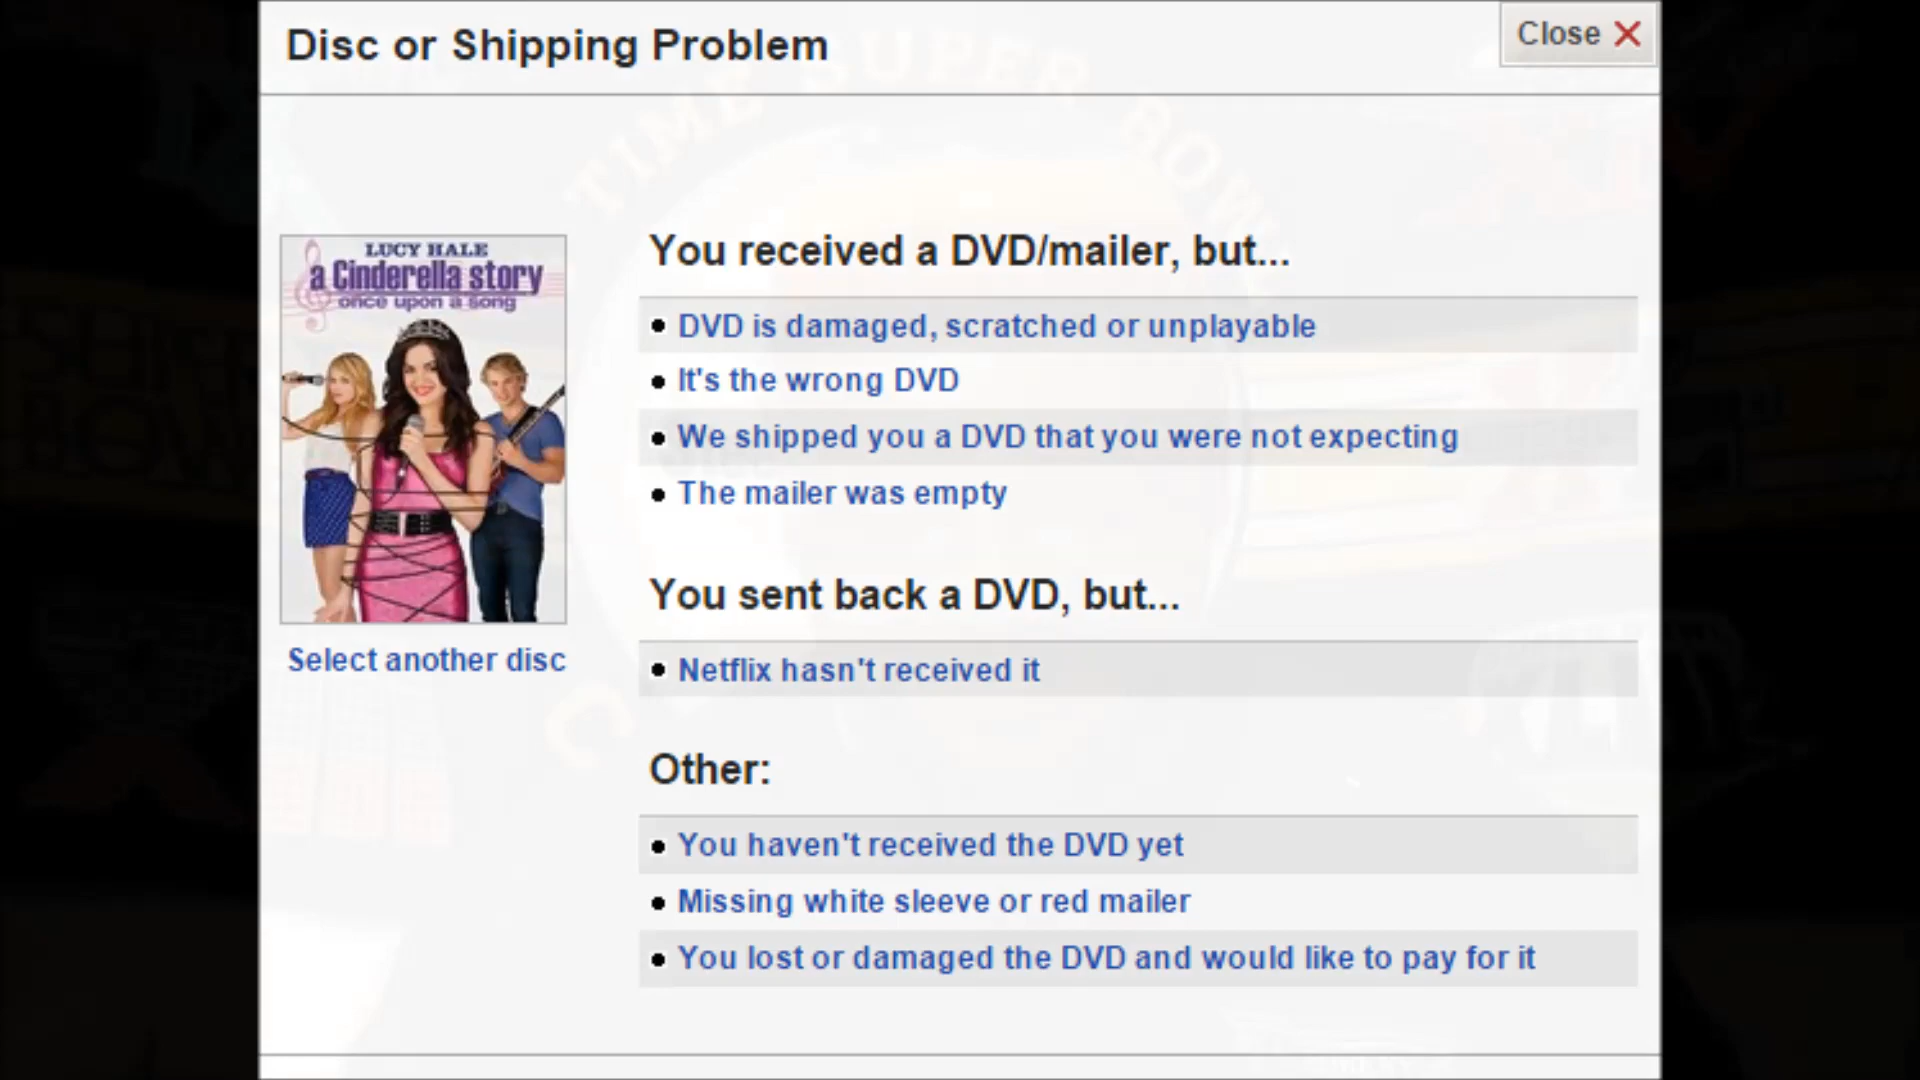 Disc or Shipping Problem
Close
TIME SUPER BOWL
LUCY HALE
a Cinderella story
once upon a song
Select another disc
You received a DVD/mailer, but...
DVD is damaged, scratched or unplayable
It's the wrong DVD
We shipped you a DVD that you were not expecting
The mailer was empty
You sent back a DVD, but...
Netflix hasn't received it
Other:
You haven't received the DVD yet
Missing white sleeve or red mailer
You lost or damaged the DVD and would like to pay for it